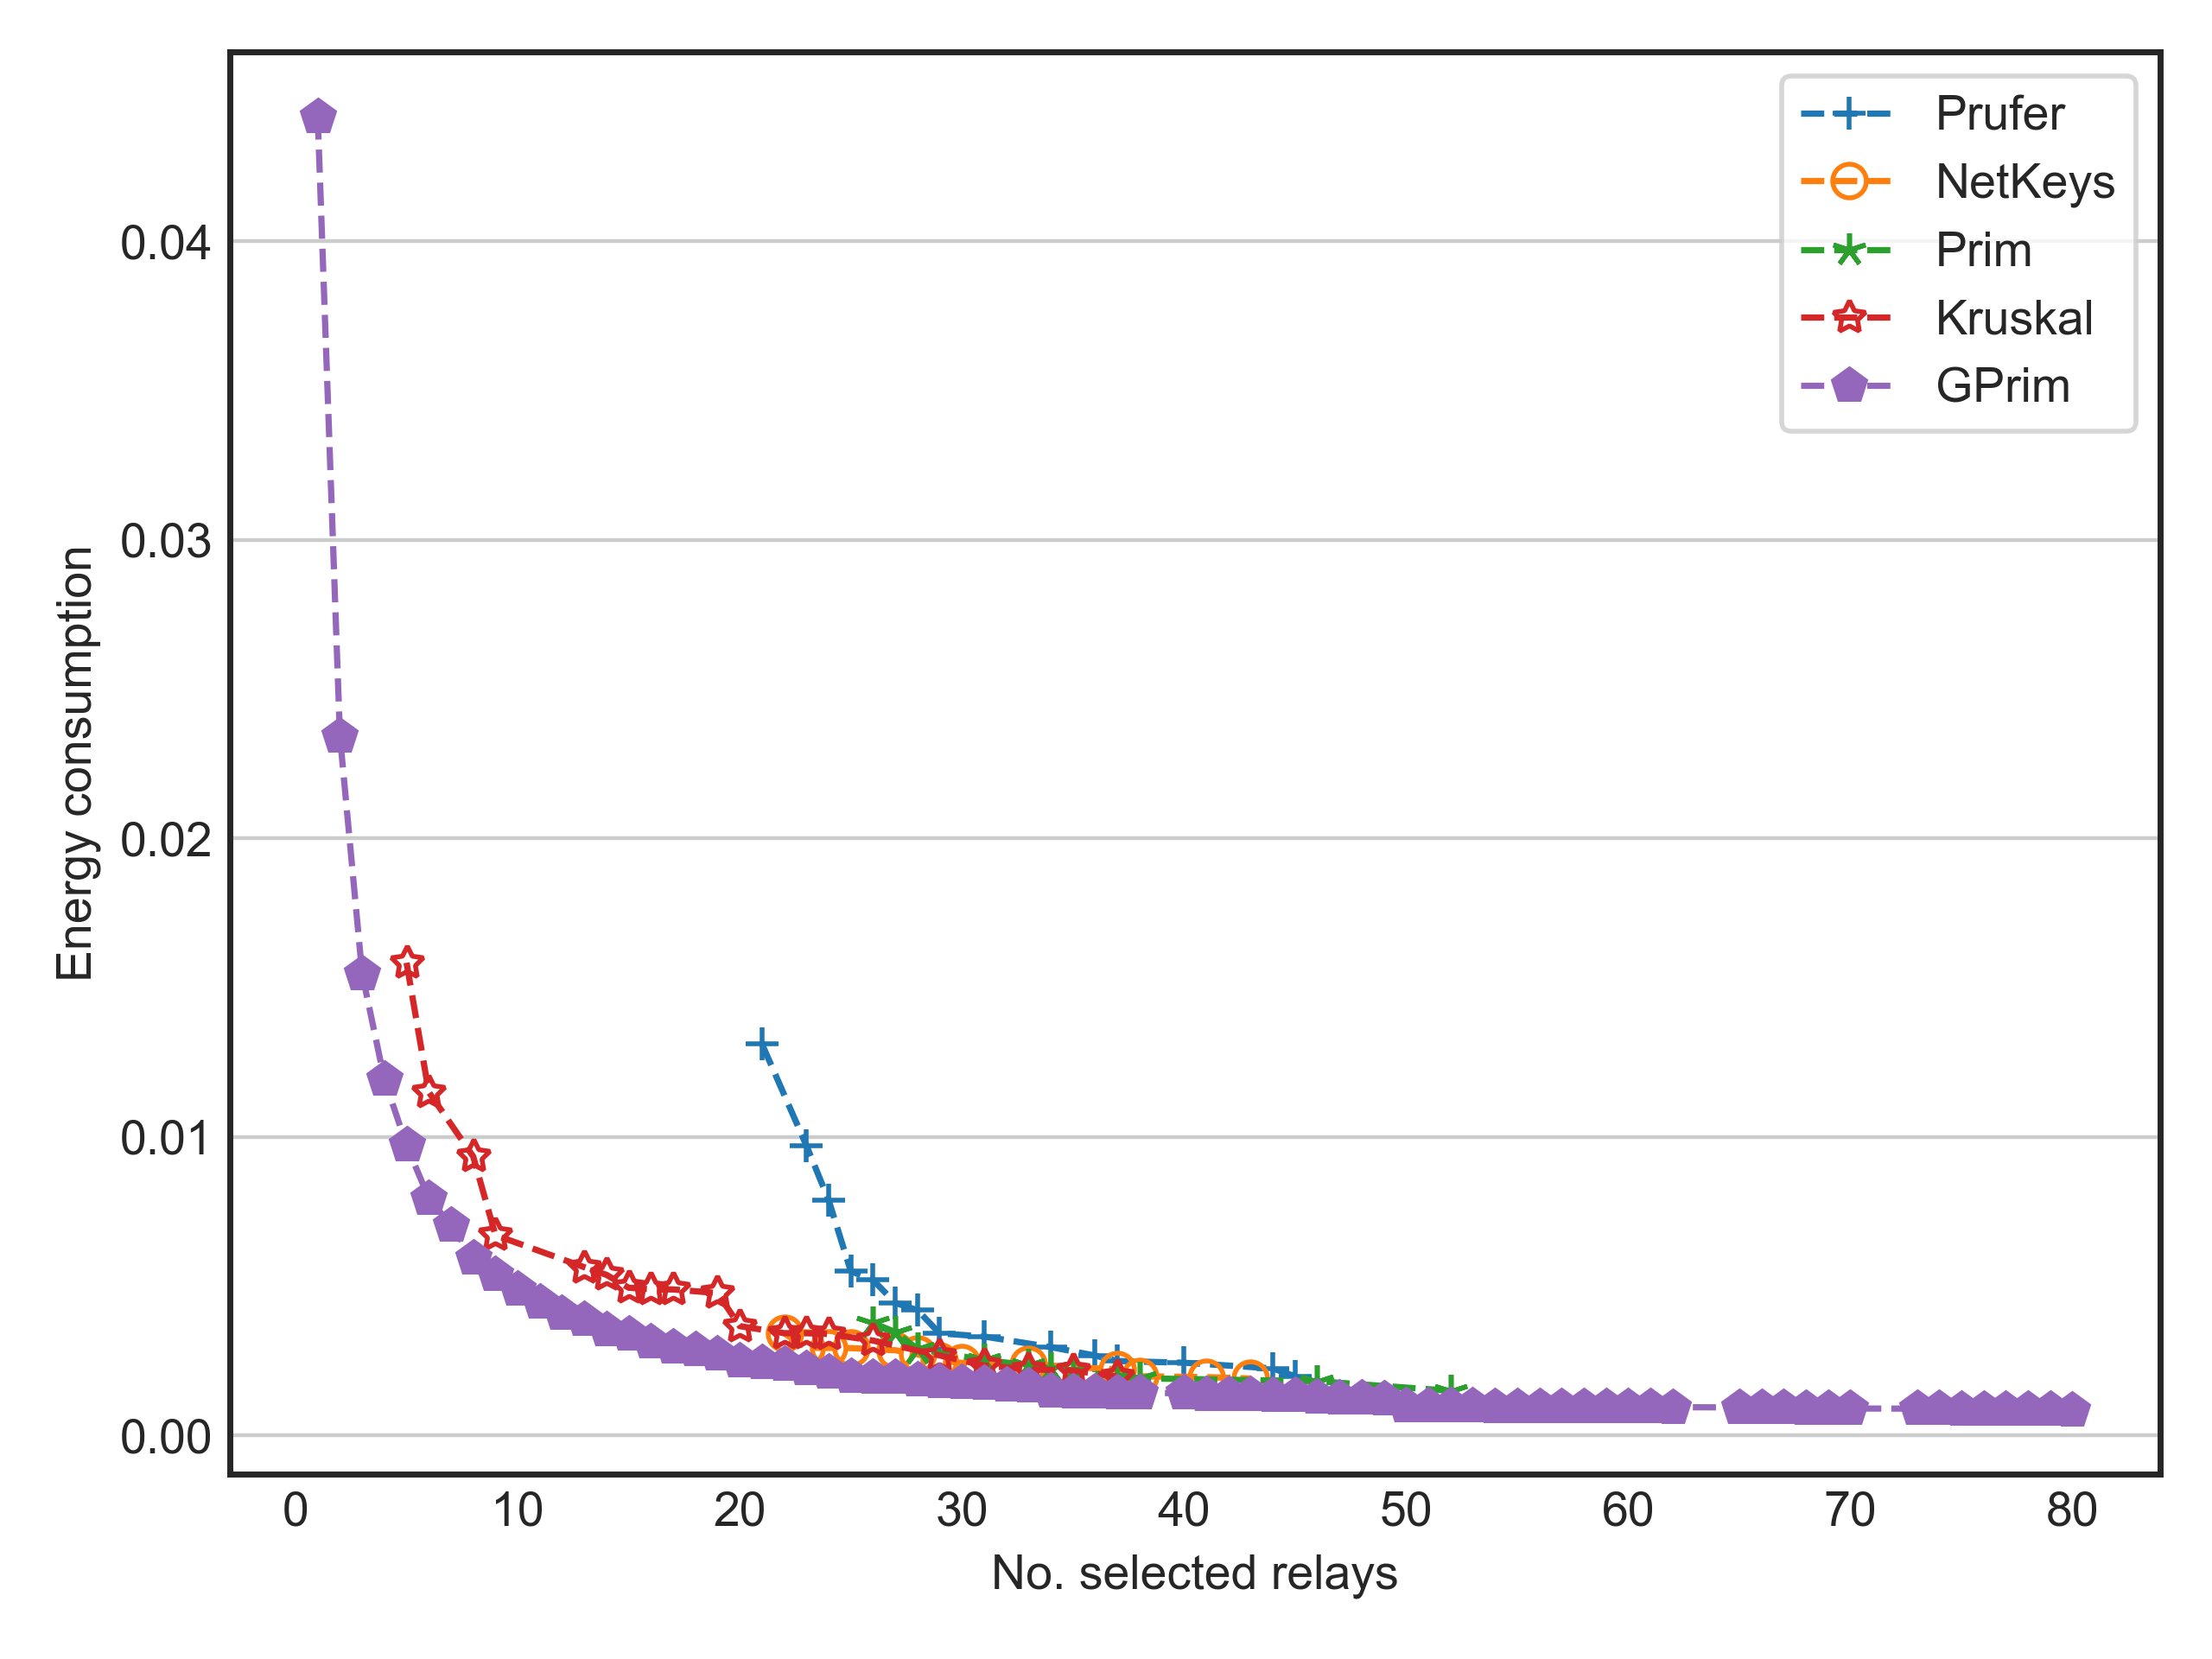 Prufer
NetKeys
Prim
Kruskal
GPrim
Energy consumption
0.04
0.03
0.02
0.01
0.00
0 10 20 30 40 50 60 70 80
No. selected relays